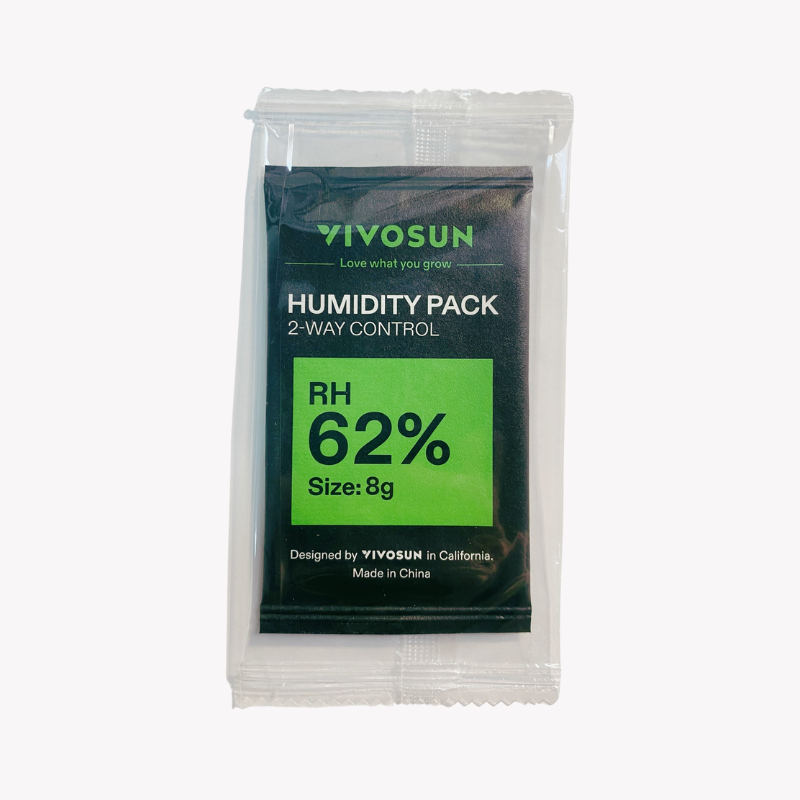 VIVOSUN
Love what you grow
HUMIDITY PACK
2-WAY CONTROL
RH
62%
Size: 8g
Designed by VIVOSUN in California.
Made in China